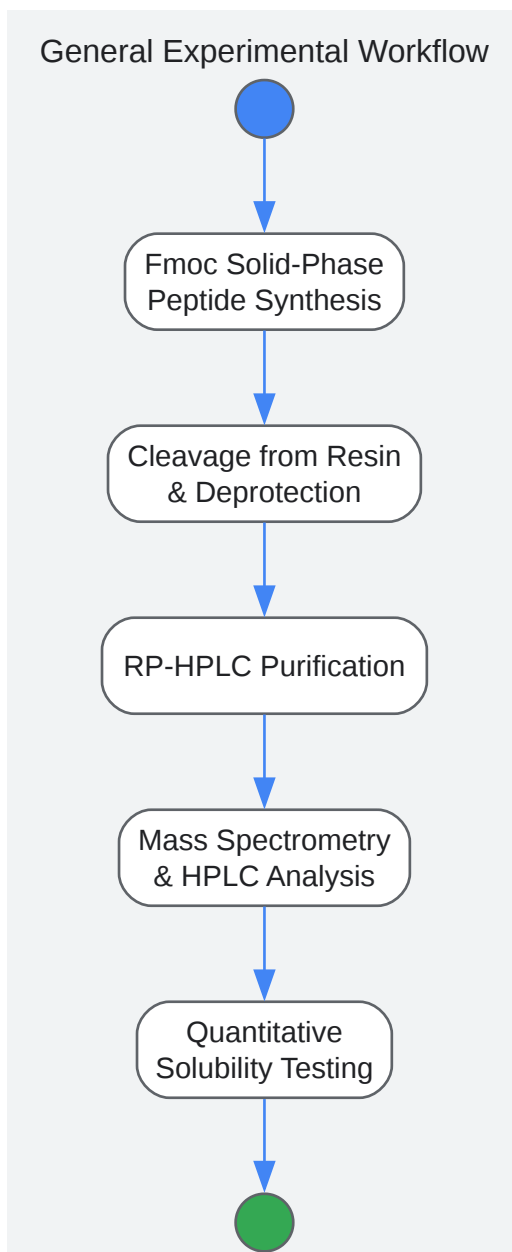 General Experimental Workflow
Fmoc Solid-Phase
Peptide Synthesis
Cleavage from Resin
& Deprotection
RP-HPLC Purification
Mass Spectrometry
& HPLC Analysis
Quantitative
Solubility Testing